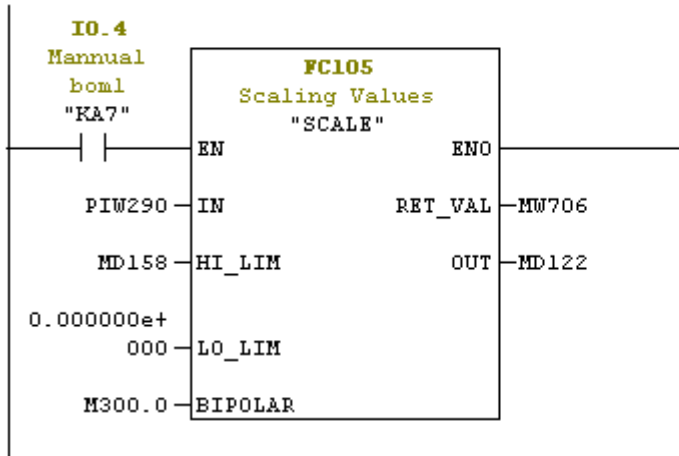 I0.4
Mannual
boml
"KA7"
FC105
Scaling Values
"SCALE"
EN
ENO
PIW290
IN
RET_VAL
MW706
MD158
HI_LIM
OUT
MD122
0.000000e+
000
LO_LIM
M300.0
BIPOLAR